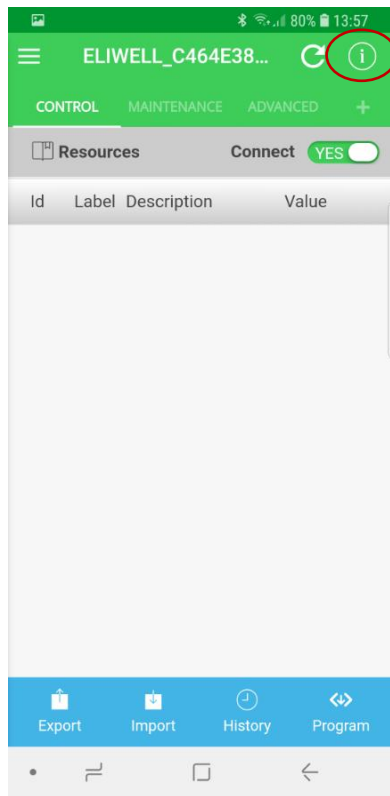 80% 13:57
ELIWELL_C464E38...
CONTROL MAINTENANCE ADVANCED +
Resources Connect YES
Id Label Description Value
Export Import History Program